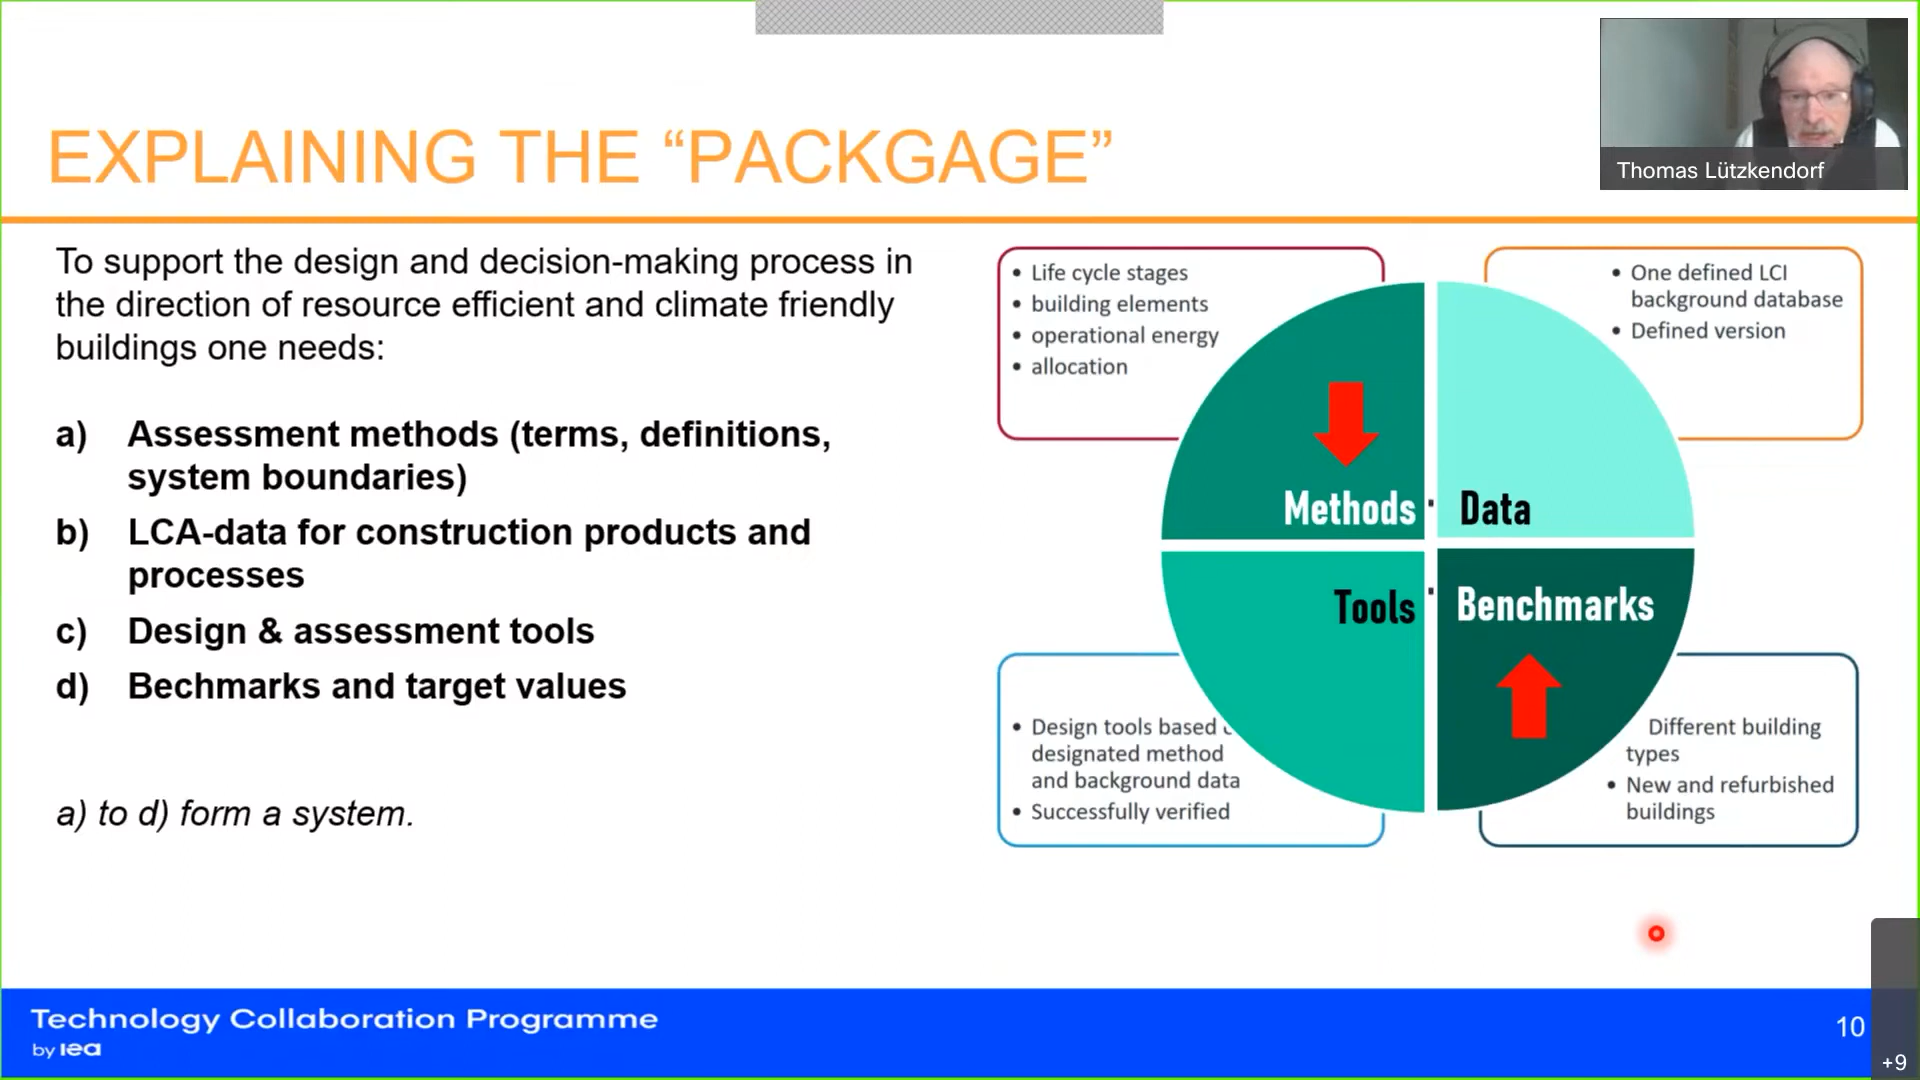 EXPLAINING THE “PACKGAGE”
Thomas Lützkendorf
To support the design and decision-making process in
the direction of resource efficient and climate friendly
buildings one needs:
a) Assessment methods (terms, definitions,
system boundaries)
b) LCA-data for construction products and
processes
c) Design & assessment tools
d) Bechmarks and target values
a) to d) form a system.
• Life cycle stages
• building elements
• operational energy
• allocation
• One defined LCI
background database
• Defined version
Methods
Data
Tools
Benchmarks
• Design tools based
designated method
and background data
• Successfully verified
Different building
types
• New and refurbished
buildings
Technology Collaboration Programme
by iea
10
+9